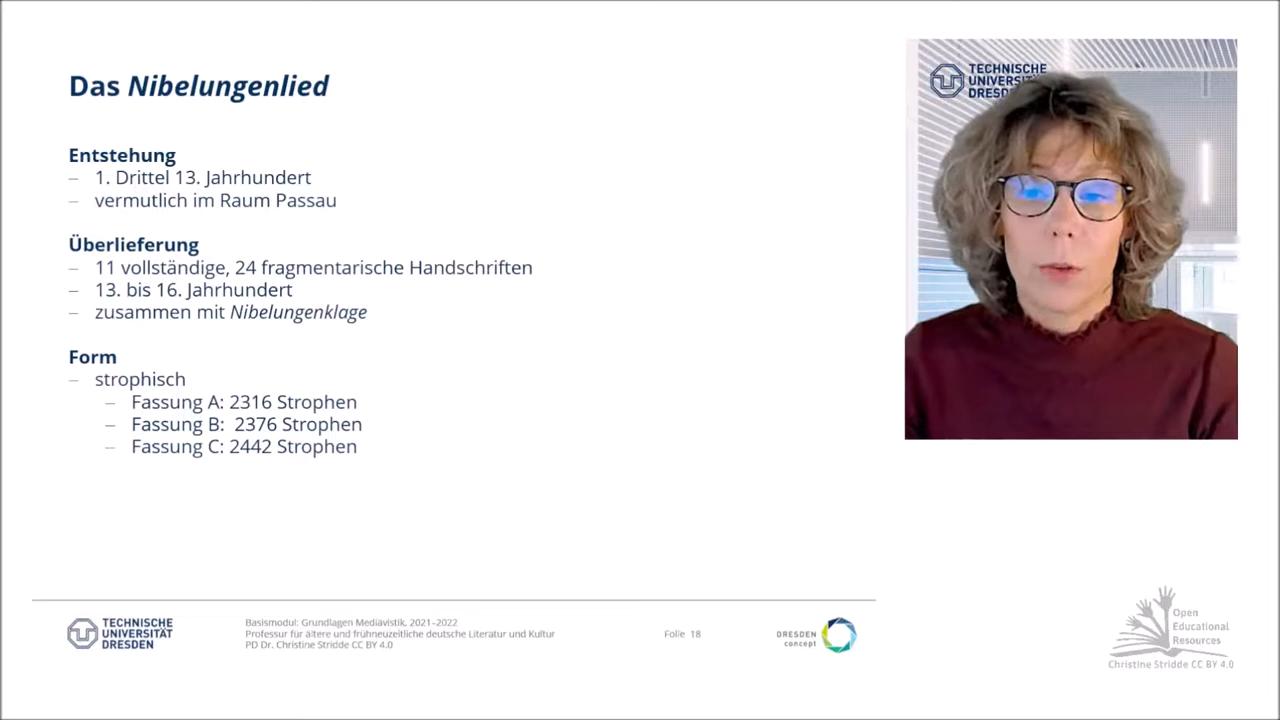 Das Nibelungenlied
Entstehung
– 1. Drittel 13. Jahrhundert
– vermutlich im Raum Passau
Überlieferung
– 11 vollständige, 24 fragmentarische Handschriften
– 13. bis 16. Jahrhundert
– zusammen mit Nibelungenklage
Form
– strophisch
– Fassung A: 2316 Strophen
– Fassung B: 2376 Strophen
– Fassung C: 2442 Strophen
TECHNISCHE
UNIVERSITÄT
DRESDEN
Basismodul: Grundlagen Mediävistik, 2021–2022
Professur für ältere und frühneuzeitliche deutsche Literatur und Kultur
PD Dr. Christine Stridde CC BY 4.0
Folie 18
DRESDEN
concept
TECHNISCHE
UNIVERSI
DRESD
Open
Educational
Resources
Christine Stridde CC BY 4.0